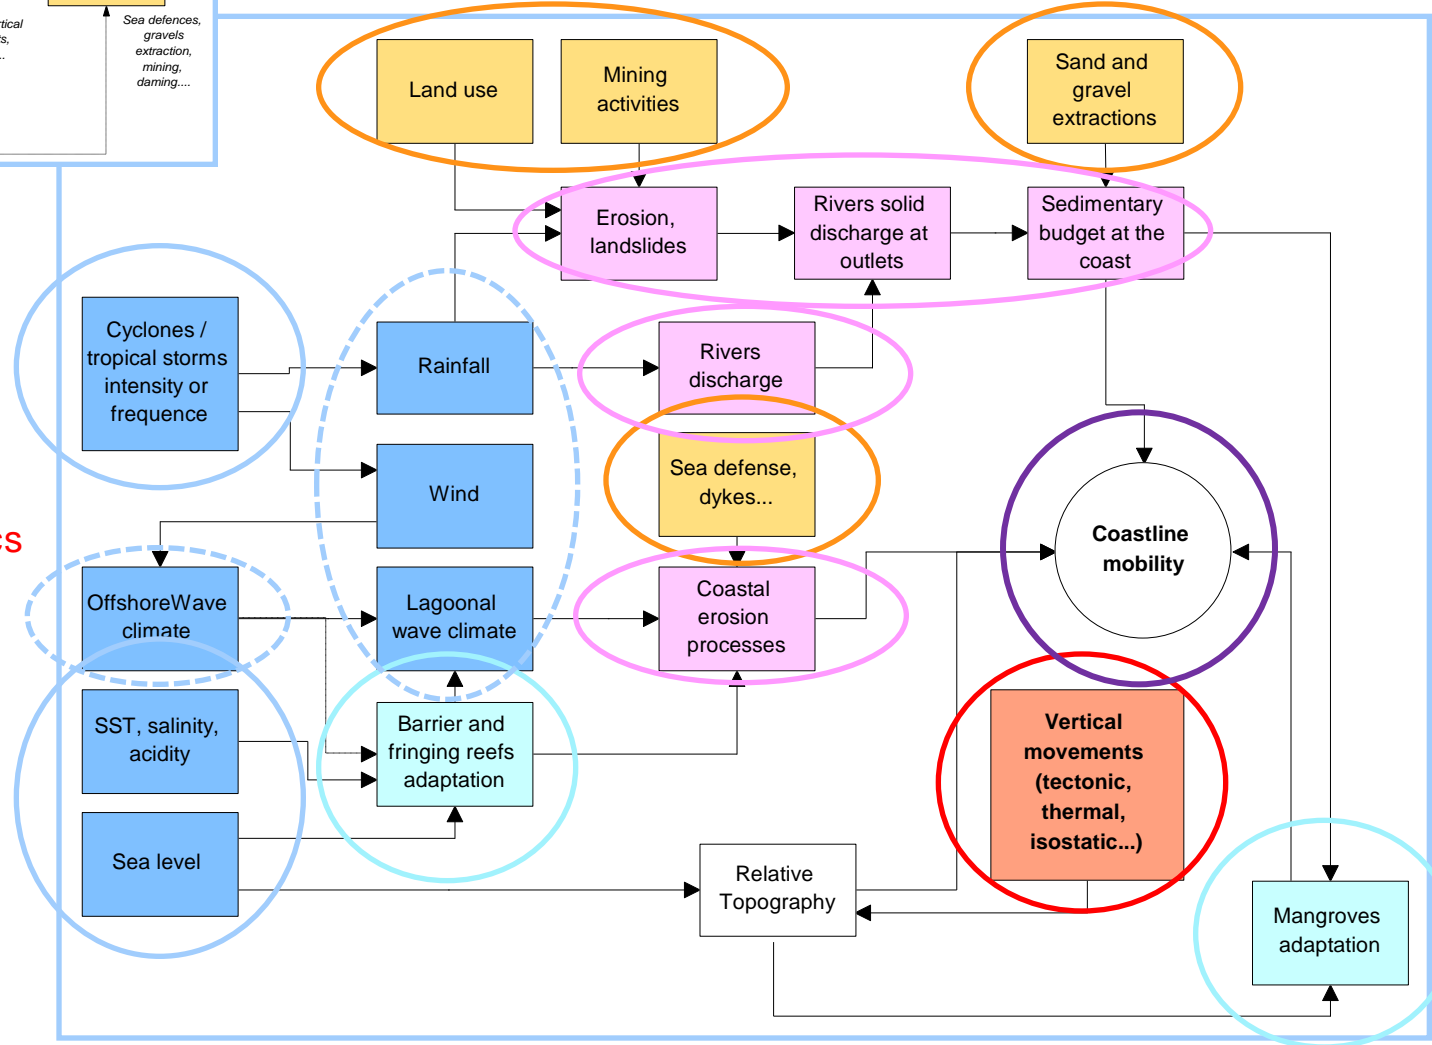 Sea defences,
gravels
extraction,
mining,
daming....
Land use
Mining
activities
Sand and
gravel
extractions
Erosion,
landslides
Rivers solid
discharge at
outlets
Sedimentary
budget at the
coast
Cyclones /
tropical storms
intensity or
frequence
Rainfall
Rivers
discharge
Wind
Sea defense,
dykes...
Coastline
mobility
OffshoreWave
climate
Lagoonal
wave climate
Coastal
erosion
processes
SST, salinity,
acidity
Barrier and
fringing reefs
adaptation
Vertical
movements
(tectonic,
thermal,
isostatic...)
Sea level
Relative
Topography
Mangroves
adaptation